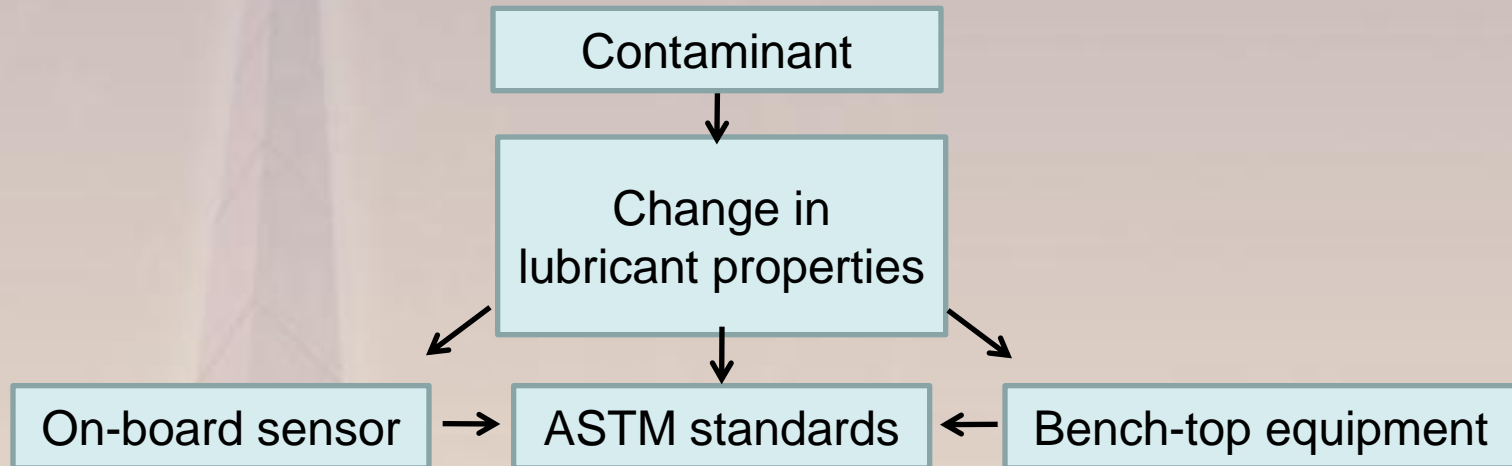 Contaminant
Change in
lubricant properties
On-board sensor
ASTM standards
Bench-top equipment